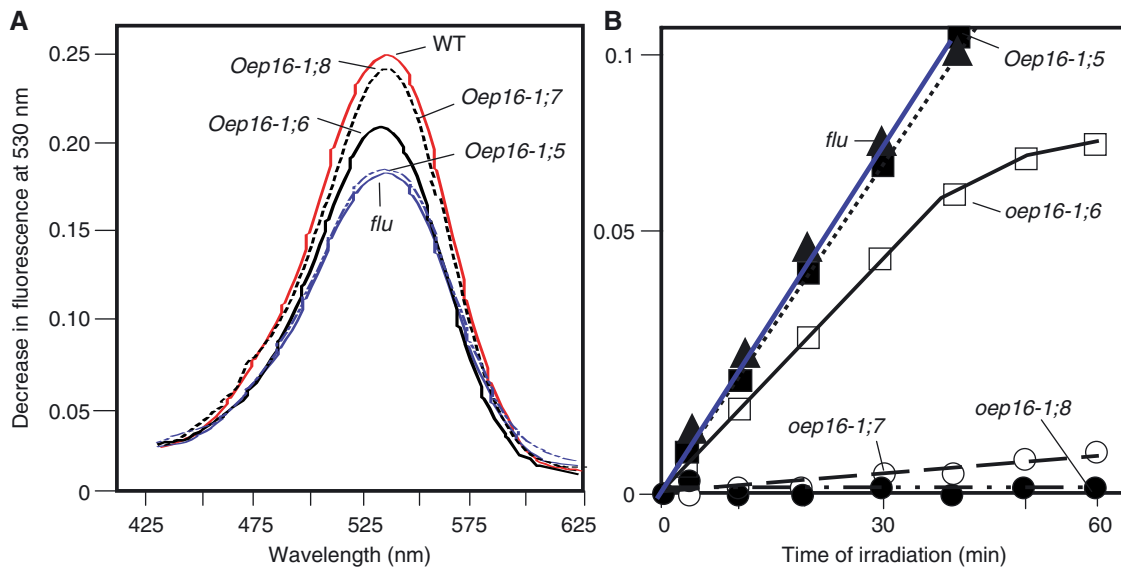 A
Decrease in fluorescence at 530 nm
0.25
0.20
0.15
0.10
0.05
0
WT
Oep16-1;8
Oep16-1;7
Oep16-1;6
Oep16-1;5
flu
425 475 525 575 625
Wavelength (nm)
B
0.1
0.05
0
Oep16-1;5
flu
oep16-1;6
oep16-1;8
oep16-1;7
0 30 60
Time of irradiation (min)